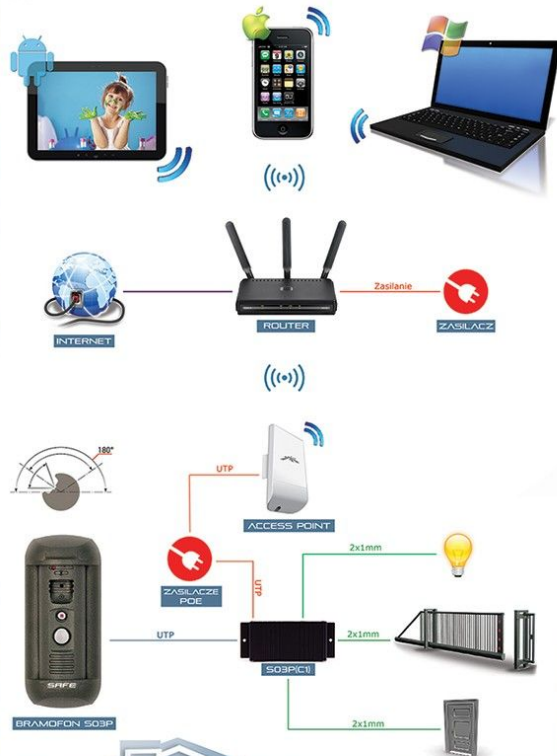 Zasilanie
INTERNET
ROUTER
ZASILACZ
180°
UTP
ACCESS POINT
2x1mm
ZASILACZE
POE
UTP
UTP
2x1mm
SAFE
S03P(C1)
BRAMOFON S03P
2x1mm